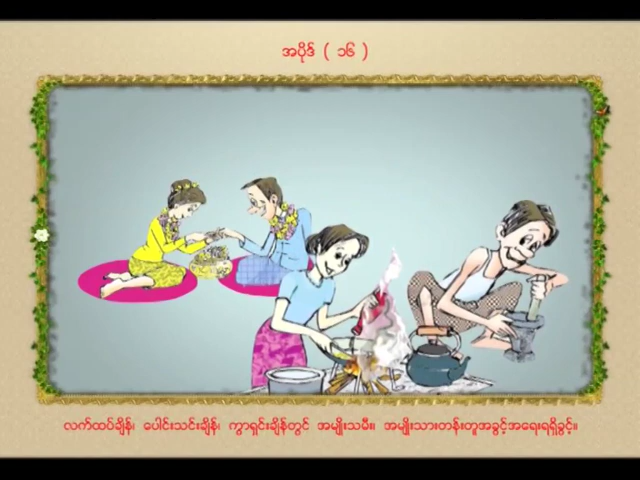 အပိုဒ် ( ၁၆ )
လက်ထပ်ချိန်၊ ပေါင်းသင်းချိန်၊ ကွာရှင်းချိန်တွင် အမျိုးသမီး၊ အမျိုးသားတန်းတူအခွင့်အရေးရရှိခွင့်။